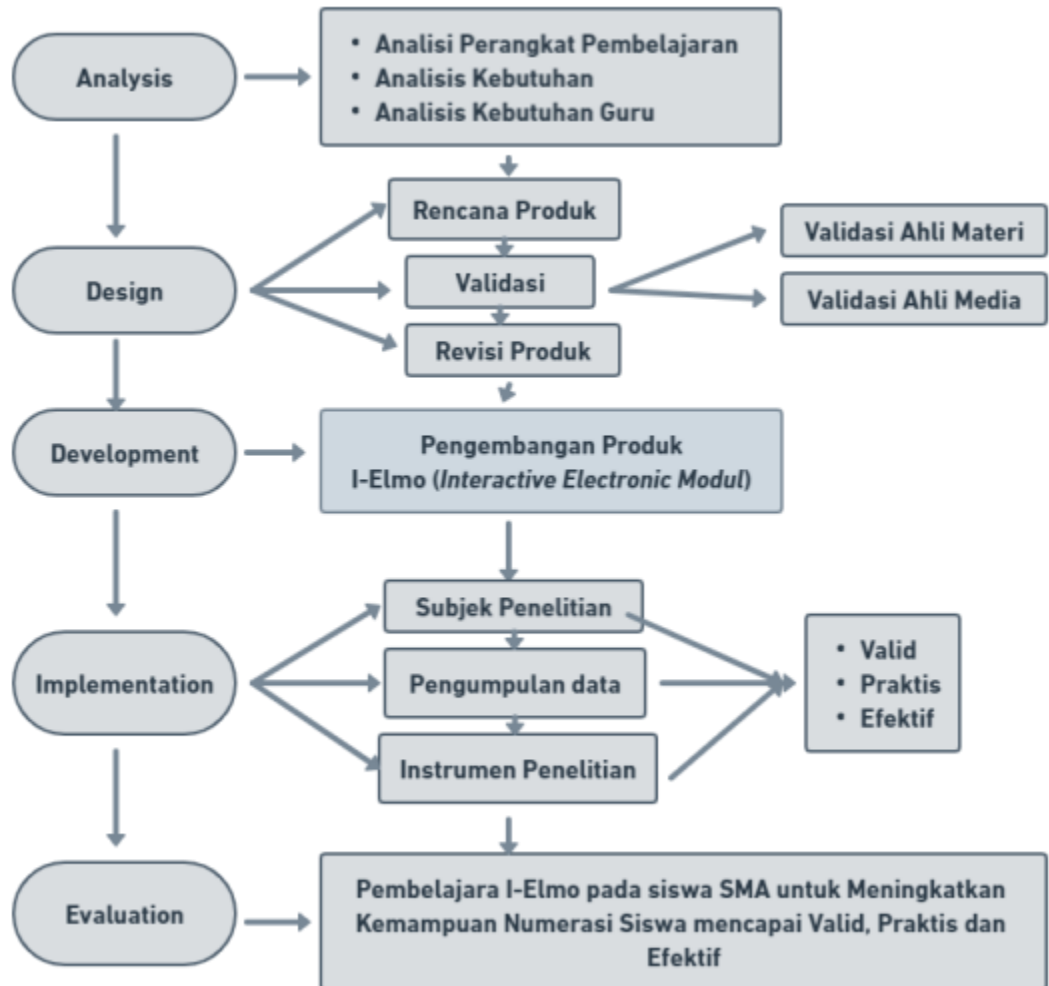 Analysis
• Analisi Perangkat Pembelajaran
• Analisis Kebutuhan
• Analisis Kebutuhan Guru
Design
Rencana Produk
Validasi
Revisi Produk
Validasi Ahli Materi
Validasi Ahli Media
Development
Pengembangan Produk
I-Elmo (Interactive Electronic Modul)
Implementation
Subjek Penelitian
Pengumpulan data
Instrumen Penelitian
• Valid
• Praktis
• Efektif
Evaluation
Pembelajara I-Elmo pada siswa SMA untuk Meningkatkan
Kemampuan Numerasi Siswa mencapai Valid, Praktis dan
Efektif